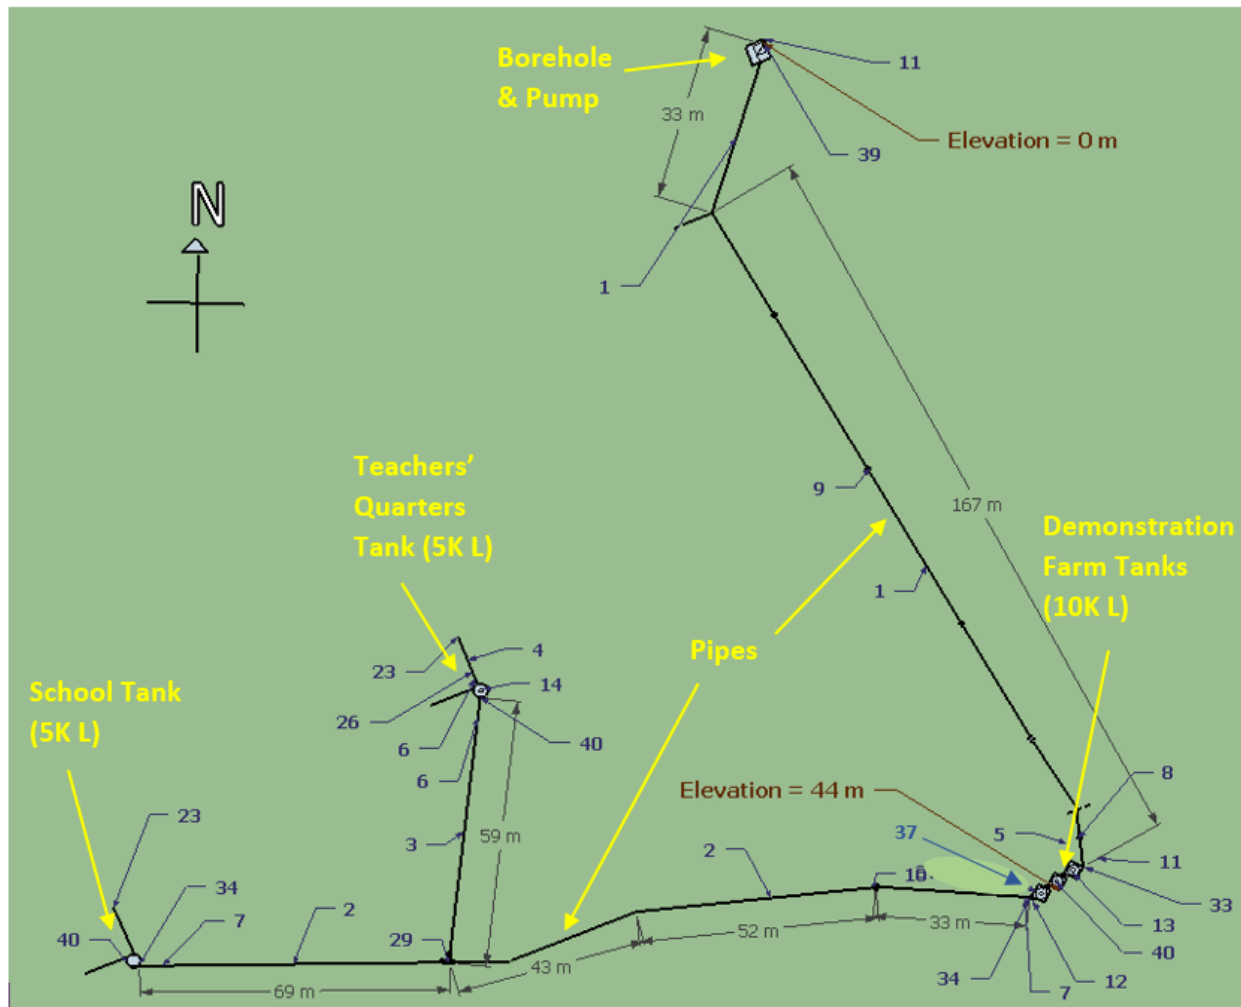 Borehole
& Pump
11
33 m
Elevation = 0 m
39
N
1
9
167 m
Teachers'
Quarters
Tank (5K L)
Demonstration
Farm Tanks
(10K L)
1
Pipes
4
23
14
School Tank
(5K L)
26
40
6
6
8
Elevation = 44 m
23
3
59 m
37
5
2
11
34
33
13
7
2
29
40
52 m
33 m
40
43 m
34
12
7
69 m